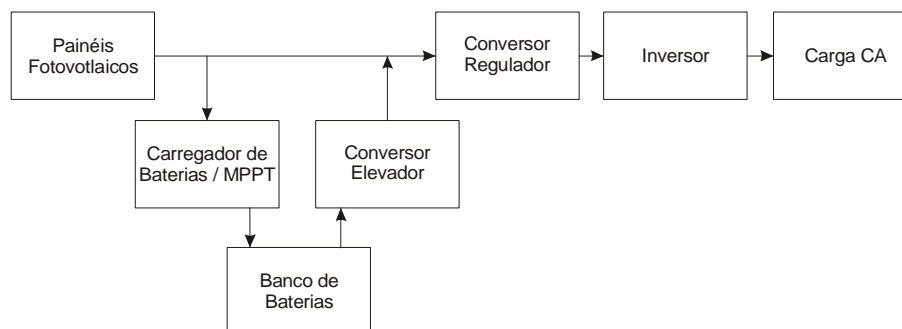 Painéis
Fotovotlaicos
Conversor
Regulador
Inversor
Carga CA
Carregador de
Baterias / MPPT
Conversor
Elevador
Banco de
Baterias